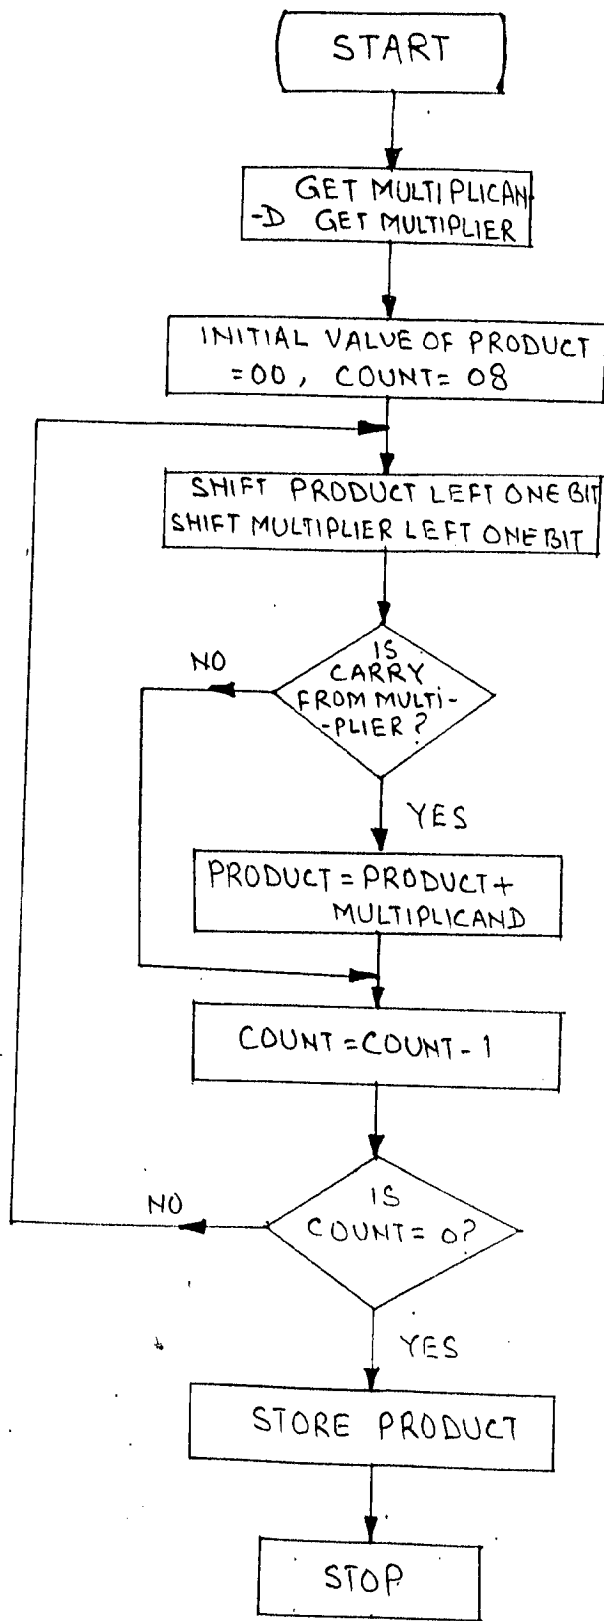 START
GET MULTIPLICAN
-D GET MULTIPLIER
INITIAL VALUE OF PRODUCT
=00, COUNT= 08
SHIFT PRODUCT LEFT ONE BIT
SHIFT MULTIPLIER LEFT ONE BIT
IS
CARRY
FROM MULTI-
-PLIER?
NO
YES
PRODUCT = PRODUCT +
MULTIPLICAND
COUNT = COUNT - 1
IS
COUNT = 0?
NO
YES
STORE PRODUCT
STOP